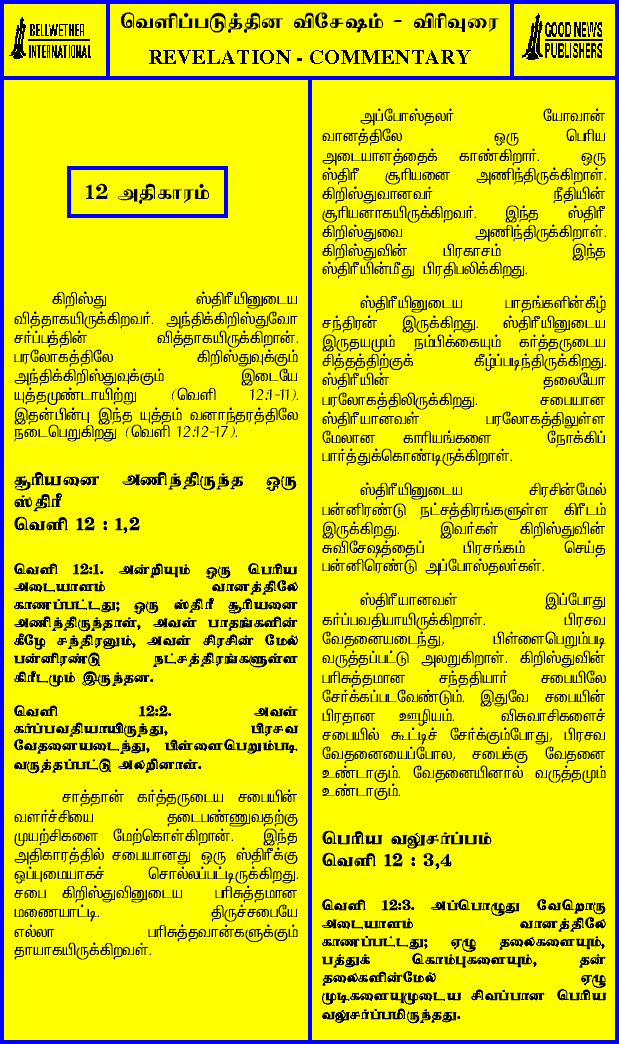 BELLWETHER
INTERNATIONAL
வெளிப்படுத்தின விசேஷம் - விரிவுரை
REVELATION - COMMENTARY
GOOD NEWS
PUBLISHERS
12 அதிகாரம்
கிறிஸ்து ஸ்திரீயினுடைய
வித்தாகயிருக்கிறவர். அந்திக்கிறிஸ்துவோ
சர்ப்பத்தின் வித்தாகயிருக்கிறான்.
பரலோகத்திலே கிறிஸ்துவுக்கும்
அந்திக்கிறிஸ்துவுக்கும் இடையே
யுத்தமுண்டாயிற்று (வெளி 12:1-11).
இதன்பின்பு இந்த யுத்தம் வனாந்தரத்திலே
நடைபெறுகிறது (வெளி 12:12-17).
சூரியனை அணிந்திருந்த ஒரு
ஸ்திரீ
வெளி 12 : 1,2
வெளி 12:1. அன்றியும் ஒரு பெரிய
அடையாளம் வானத்திலே
காணப்பட்டது; ஒரு ஸ்திரீ சூரியனை
அணிந்திருந்தாள், அவள் பாதங்களின்
கீழே சந்திரனும், அவள் சிரசின் மேல்
பன்னிரண்டு நட்சத்திரங்களுள்ள
கிரீடமும் இருந்தன.
வெளி 12:2. அவள்
கர்ப்பவதியாயிருந்து, பிரசவ
வேதனையடைந்து, பிள்ளைபெறும்படி
வருத்தப்பட்டு அலறினாள்.
சாத்தான் கர்த்தருடைய சபையின்
வளர்ச்சியை தடைபண்ணுவதற்கு
முயற்சிகளை மேற்கொள்கிறான். இந்த
அதிகாரத்தில் சபையானது ஒரு ஸ்திரீக்கு
ஒப்புமையாகச் சொல்லப்பட்டிருக்கிறது.
சபை கிறிஸ்துவினுடைய பரிசுத்தமான
மணையாட்டி. திருச்சபையே
எல்லா பரிசுத்தவான்களுக்கும்
தாயாகயிருக்கிறவள்.
அப்போஸ்தலர் யோவான்
வானத்திலே ஒரு பெரிய
அடையாளத்தைக் காண்கிறார். ஒரு
ஸ்திரீ சூரியனை அணிந்திருக்கிறாள்.
கிறிஸ்துவானவர் நீதியின்
சூரியனாகயிருக்கிறவர். இந்த ஸ்திரீ
கிறிஸ்துவை அணிந்திருக்கிறாள்.
கிறிஸ்துவின் பிரகாசம் இந்த
ஸ்திரீயின்மீது பிரதிபலிக்கிறது.
ஸ்திரீயினுடைய பாதங்களின்கீழ்
சந்திரன் இருக்கிறது. ஸ்திரீயினுடைய
இருதயமும் நம்பிக்கையும் கர்த்தருடைய
சித்தத்திற்குக் கீழ்ப்படிந்திருக்கிறது.
ஸ்திரீயின் தலையோ
பரலோகத்திலிருக்கிறது. சபையான
ஸ்திரீயானவள் பரலோகத்திலுள்ள
மேலான காரியங்களை நோக்கிப்
பார்த்துக்கொண்டிருக்கிறாள்.
ஸ்திரீயினுடைய சிரசின்மேல்
பன்னிரண்டு நட்சத்திரங்களுள்ள கிரீடம்
இருக்கிறது. இவர்கள் கிறிஸ்துவின்
சுவிசேஷத்தைப் பிரசங்கம் செய்த
பன்னிரெண்டு அப்போஸ்தலர்கள்.
ஸ்திரீயானவள் இப்போது
கர்ப்பவதியாயிருக்கிறாள். பிரசவ
வேதனையடைந்து, பிள்ளைபெறும்படி
வருத்தப்பட்டு அலறுகிறாள். கிறிஸ்துவின்
பரிசுத்தமான சந்ததியார் சபையிலே
சேர்க்கப்படவேண்டும். இதுவே சபையின்
பிரதான ஊழியம். விசுவாசிகளைச்
சபையில் கூட்டிச் சேர்க்கும்போது, பிரசவ
வேதனையைப்போல, சபைக்கு வேதனை
உண்டாகும். வேதனையினால் வருத்தமும்
உண்டாகும்.
பெரிய வலுசர்ப்பம்
வெளி 12 : 3,4
வெளி 12:3. அப்பொழுது வேறொரு
அடையாளம் வானத்திலே
காணப்பட்டது; ஏழு தலைகளையும்,
பத்துக் கொம்புகளையும், தன்
தலைகளின்மேல் ஏழு
முடிகளையுமுடைய சிவப்பான பெரிய
வலுசர்ப்பமிருந்தது.